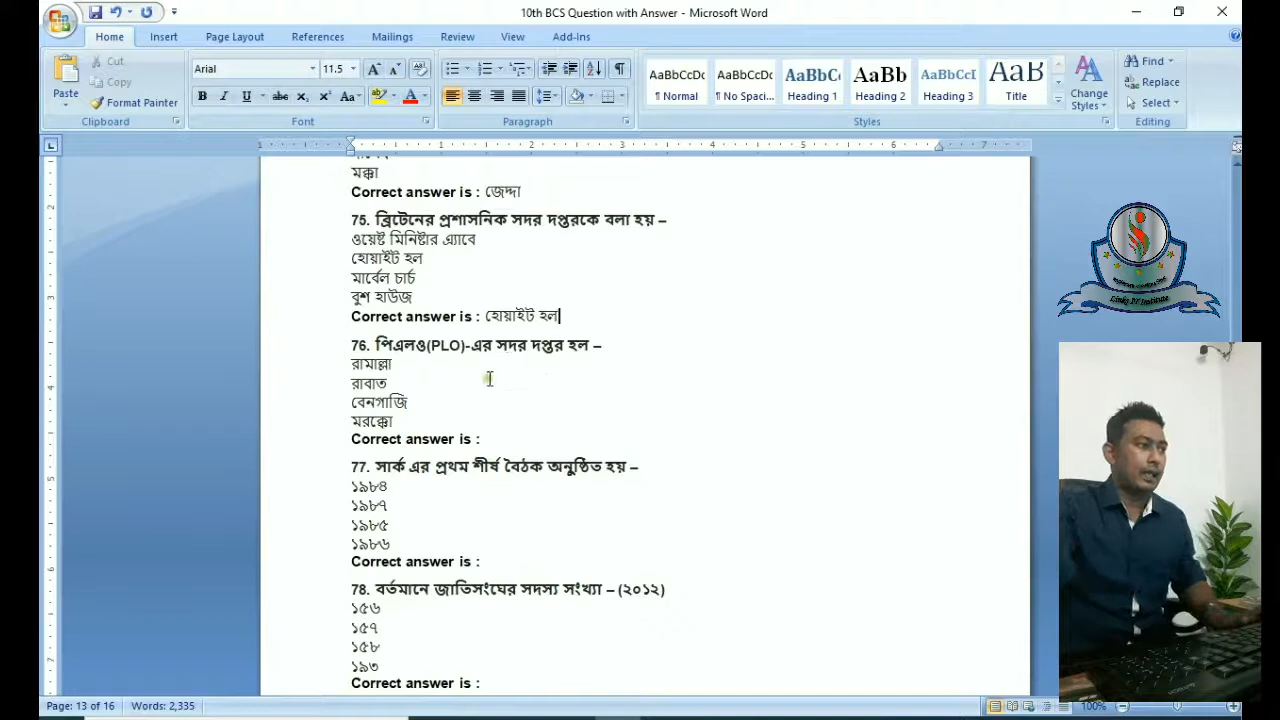 10th BCS Question with Answer - Microsoft Word
Home Insert Page Layout References Mailings Review View Add-Ins
Paste Cut Copy Format Painter
Arial 11.5
AaBbCcDc AaBbCcDc AaBbC AaBb AaBbCcI AaB
¶ Normal ¶ No Spaci... Heading 1 Heading 2 Heading 3 Title
Change Styles
Find Replace Select
Clipboard Font Paragraph Styles Editing
মক্কা
Correct answer is : জেদ্দা
75. ব্রিটেনের প্রশাসনিক সদর দপ্তরকে বলা হয় –
ওয়েষ্ট মিনিষ্টার এ্যাবে
হোয়াইট হল
মার্বেল চার্চ
বুশ হাউজ
Correct answer is : হোয়াইট হল
76. পিএলও(PLO)-এর সদর দপ্তর হল –
রামাল্লা
রাবাত
বেনগাজি
মরক্কো
Correct answer is :
77. সার্ক এর প্রথম শীর্ষ বৈঠক অনুষ্ঠিত হয় –
১৯৮৪
১৯৮৭
১৯৮৫
১৯৮৬
Correct answer is :
78. বর্তমানে জাতিসংঘের সদস্য সংখ্যা – (২০১২)
১৫৬
১৫৭
১৫৮
১৯৩
Correct answer is :
Page: 13 of 16 Words: 2,335 100%